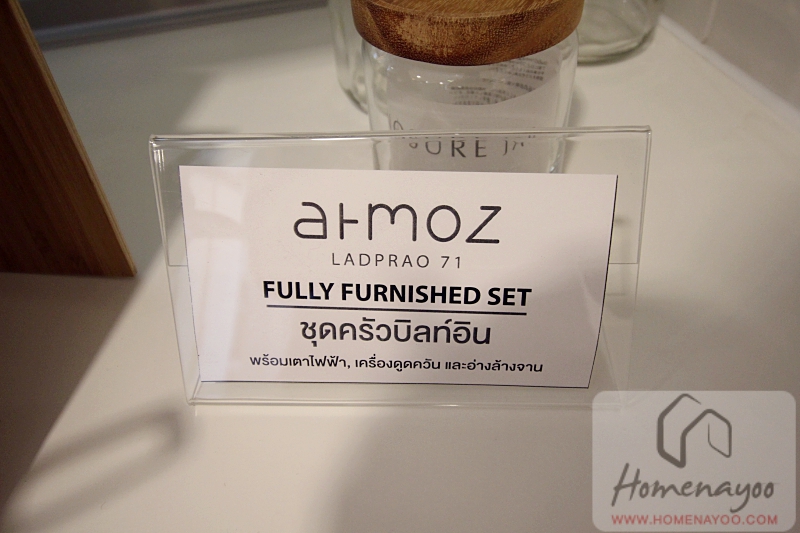 atmoz
LADPRAO 71
FULLY FURNISHED SET
ชุดครัวบิลท์อิน
พร้อมเตาไฟฟ้า, เครื่องดูดควัน และอ่างล้างจาน
Homenayoo
WWW.HOMENAYOO.COM